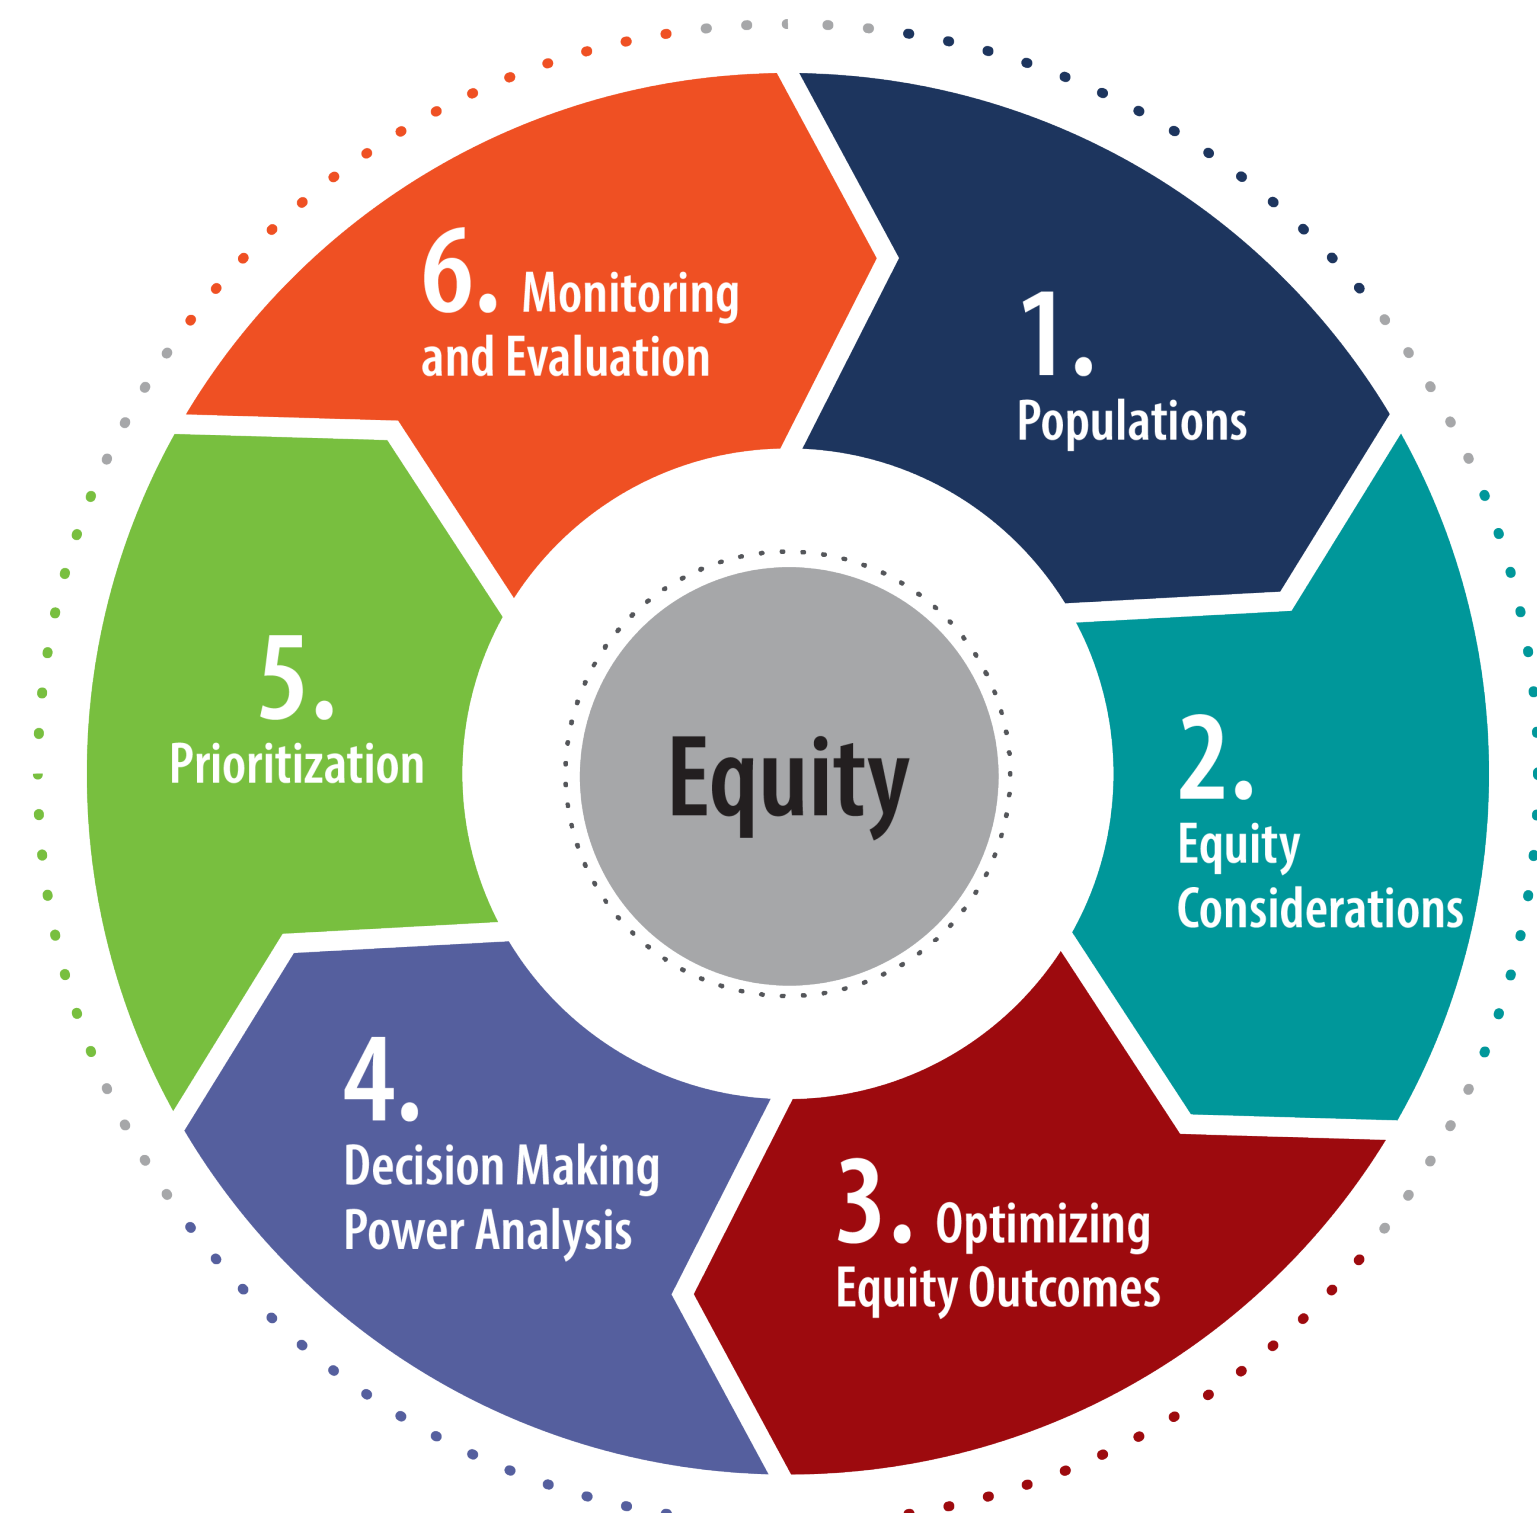 1.
Populations
2.
Equity
Considerations
3. Optimizing
Equity Outcomes
4.
Decision Making
Power Analysis
5.
Prioritization
6. Monitoring
and Evaluation
Equity